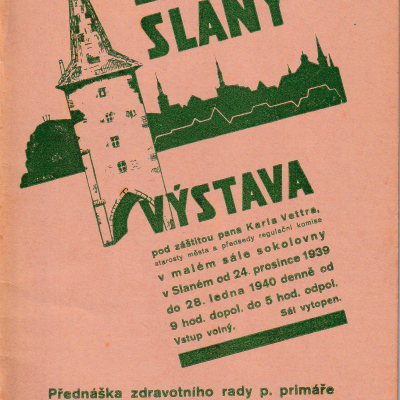 SLANÝ
VÝSTAVA
pod záštitou pana Karla Vettra,
starosty města a předsedy regulační komise
v malém sále sokolovny
v Slaném od 24. prosince 1939
do 28. ledna 1940 denně od
9 hod. dopol. do 5 hod. odpol.
Vstup volný. Sál vytopen.
Přednáška zdravotního rady p. primáře